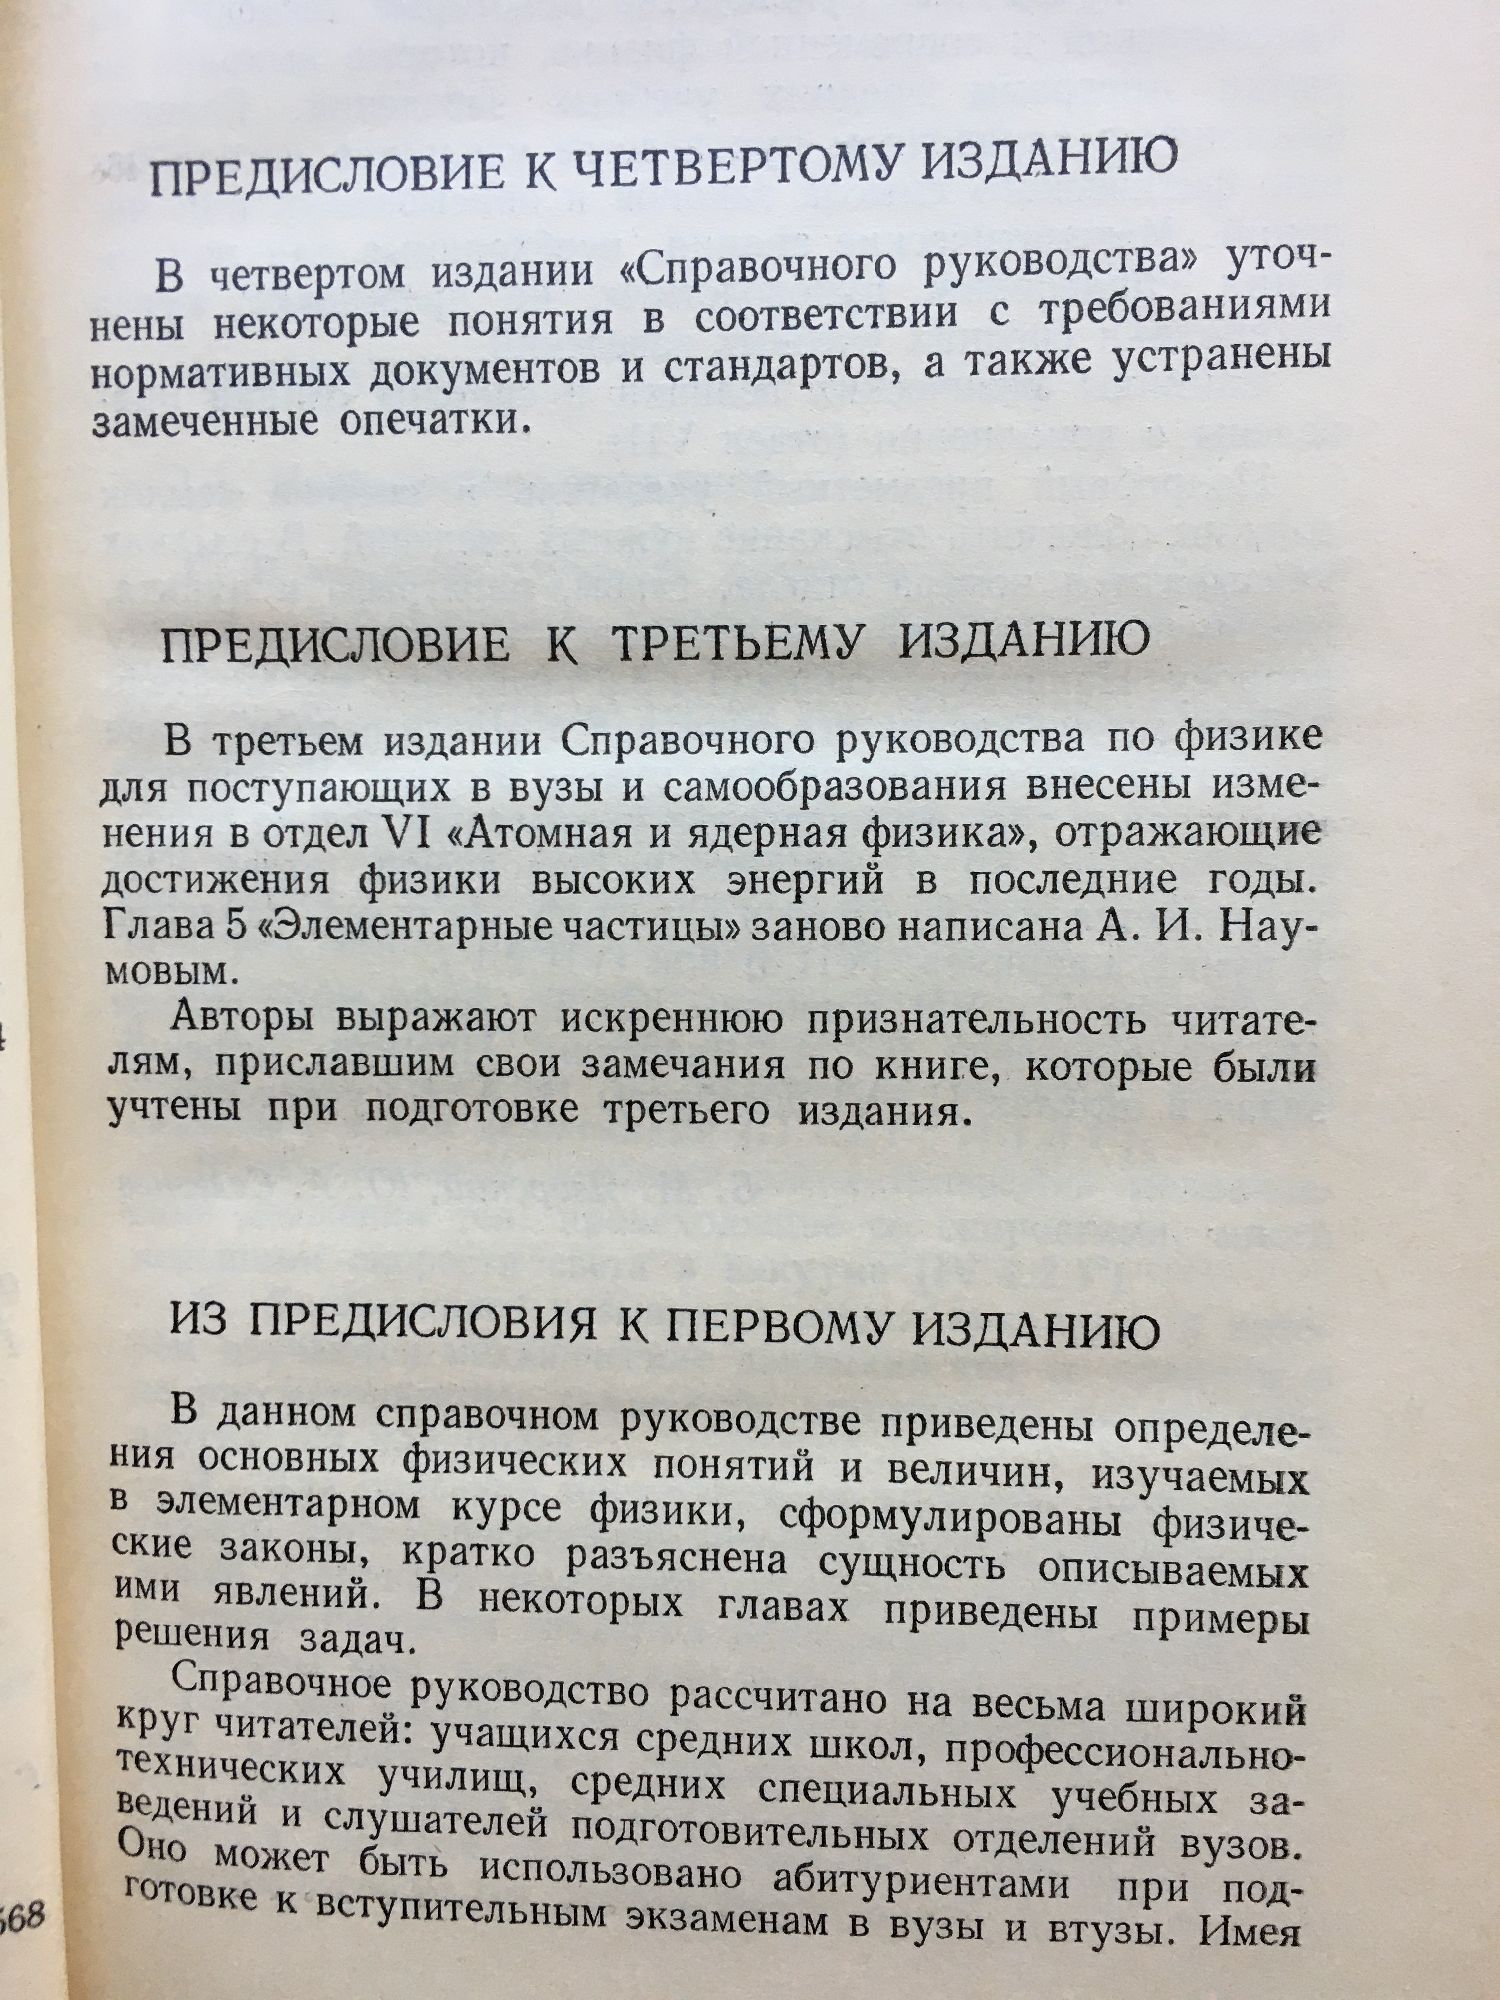 ПРЕДИСЛОВИЕ К ЧЕТВЕРТОМУ ИЗДАНИЮ
В четвертом издании «Справочного руководства» уточ-
нены некоторые понятия в соответствии с требованиями
нормативных документов и стандартов, а также устранены
замеченные опечатки.
ПРЕДИСЛОВИЕ К ТРЕТЬЕМУ ИЗДАНИЮ
В третьем издании Справочного руководства по физике
для поступающих в вузы и самообразования внесены изме-
нения в отдел VI «Атомная и ядерная физика», отражающие
достижения физики высоких энергий в последние годы.
Глава 5 «Элементарные частицы» заново написана А. И. Нау-
мовым.
Авторы выражают искреннюю признательность читате-
лям, приславшим свои замечания по книге, которые были
учтены при подготовке третьего издания.
ИЗ ПРЕДИСЛОВИЯ К ПЕРВОМУ ИЗДАНИЮ
В данном справочном руководстве приведены определе-
ния основных физических понятий и величин, изучаемых
в элементарном курсе физики, сформулированы физиче-
ские законы, кратко разъяснена сущность описываемых
ими явлений. В некоторых главах приведены примеры
решения задач.
Справочное руководство рассчитано на весьма широкий
круг читателей: учащихся средних школ, профессионально-
технических училищ, средних специальных учебных за-
ведений и слушателей подготовительных отделений вузов.
Оно может быть использовано абитуриентами при под-
готовке к вступительным экзаменам в вузы и втузы. Имея